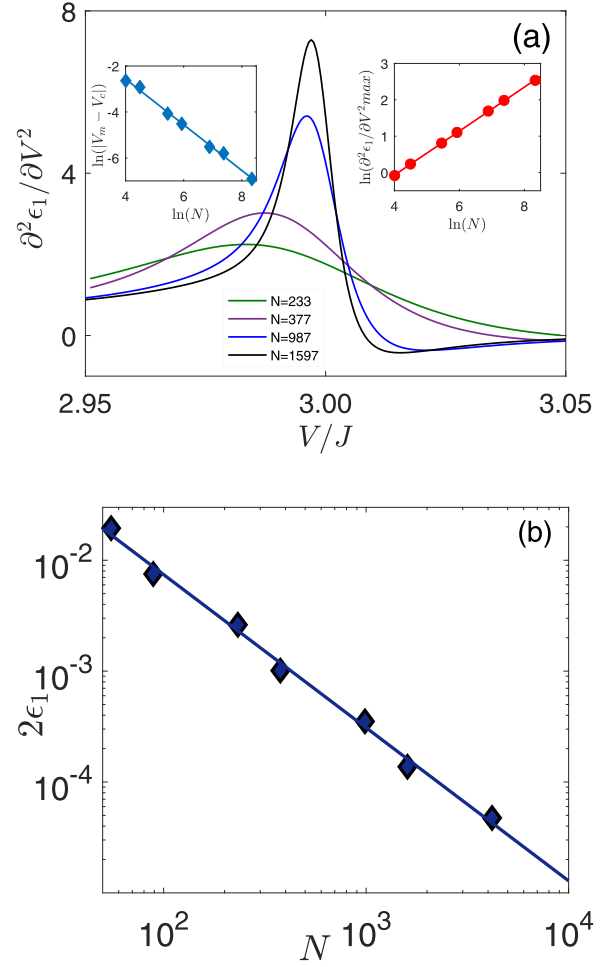 (a)
8
4
0
∂²ϵ₁/∂V²
2.95
3.00
3.05
V/J
-2
-4
-6
ln(|Vₘ − V_c|)
4
6
8
ln(N)
3
2
1
0
ln(∂²ϵ₁/∂V²max)
4
6
8
ln(N)
N=233
N=377
N=987
N=1597
(b)
10⁻²
10⁻³
10⁻⁴
2ϵ₁
10²
10³
10⁴
N